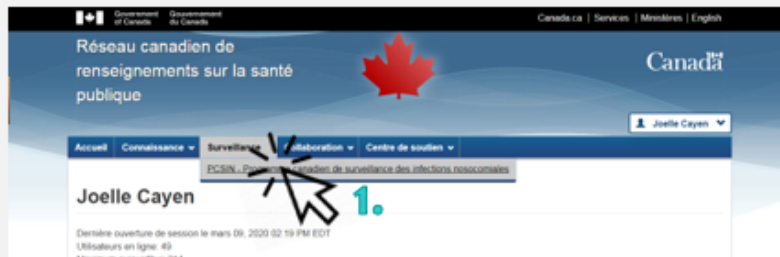 Government of Canada
Gouvernement du Canada
Canada.ca | Services | Ministères | English
Réseau canadien de
renseignements sur la santé
publique
Canada
Joelle Cayen
Accueil Connaissance Surveillance Collaboration Centre de soutien
PCSIN - Programme canadien de surveillance des infections nosocomiales
Joelle Cayen
1.
Dernière ouverture de session le mars 09, 2020 02:19 PM EDT
Utilisateurs en ligne: 49